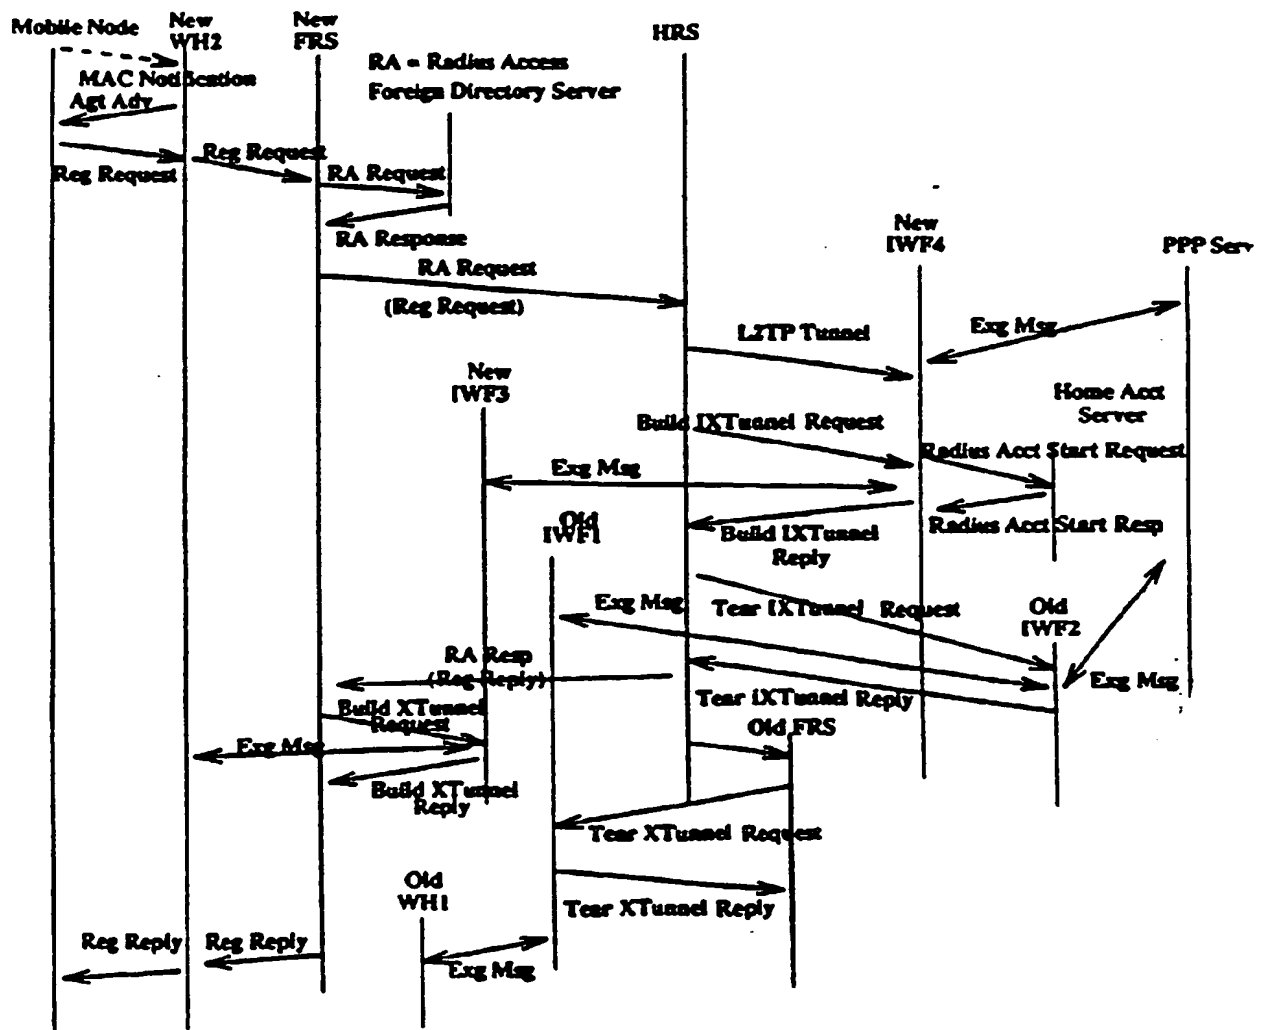 Mobile Node
New
WH2
New
FRS
HRS
RA = Radius Access
Foreign Directory Server
MAC Notification
Agt Adv
Reg Request
Reg Request
RA Request
RA Response
RA Request
(Reg Request)
New
IWF4
PPP Serv
L2TP Tunnel
Exg Msg
New
IWF3
Home Acct
Server
Build IXTunnel Request
Radius Acct Start Request
Exg Msg
Radius Acct Start Resp
Build IXTunnel
Reply
Old
IWF1
Exg Msg
Tear IXTunnel Request
Old
IWF2
RA Resp
(Reg Reply)
Exg Msg
Tear IXTunnel Reply
Build XTunnel
Request
Old FRS
Exg Msg
Build XTunnel
Reply
Tear XTunnel Request
Old
WH1
Tear XTunnel Reply
Reg Reply
Reg Reply
Exg Msg